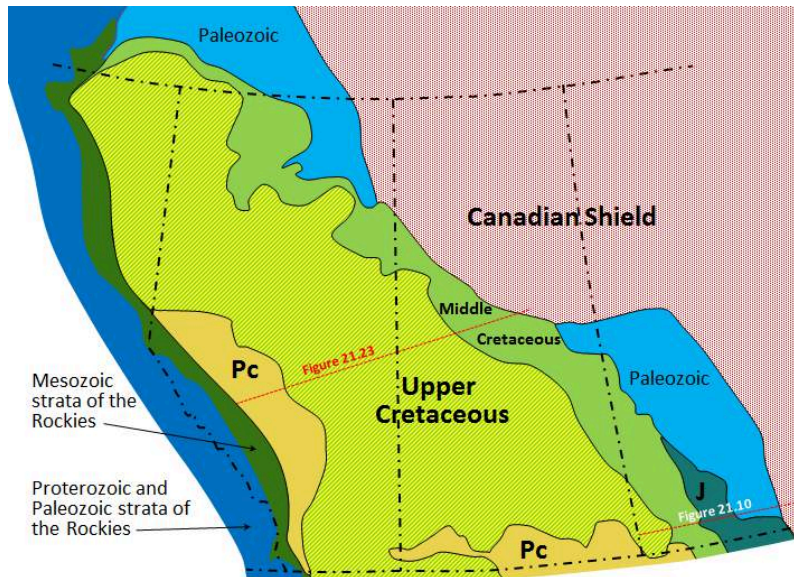 Paleozoic
Canadian Shield
Middle
Cretaceous
Figure 21.23
Pc
Upper
Cretaceous
Paleozoic
Mesozoic
strata of the
Rockies
Proterozoic and
Paleozoic strata of
the Rockies
J
Figure 21.10
Pc